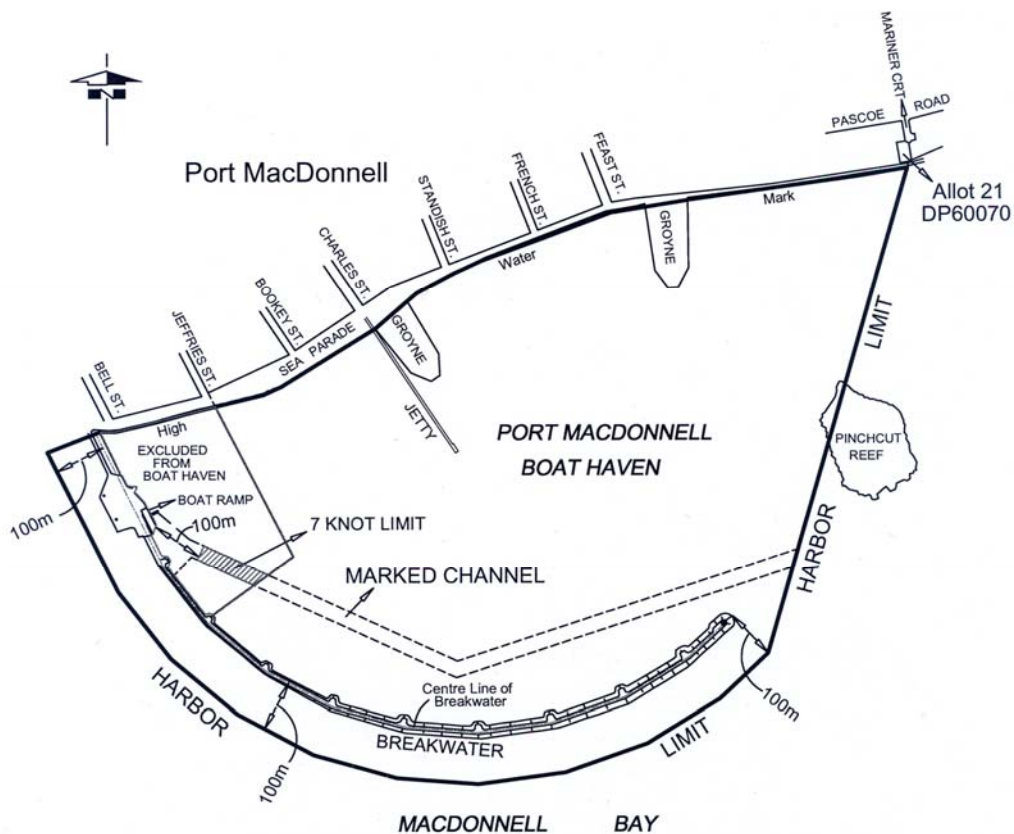 N
MARINER CRT
PASCOE ROAD
Port MacDonnell
Allot 21
DP60070
FEAST ST.
FRENCH ST.
STANDISH ST.
CHARLES ST.
BOOKEY ST.
JEFFRIES ST.
BELL ST.
High
Water
Mark
SEA PARADE
GROYNE
GROYNE
JETTY
LIMIT
PINCHCUT
REEF
HARBOR
PORT MACDONNELL
BOAT HAVEN
EXCLUDED
FROM
BOAT HAVEN
BOAT RAMP
100m
100m
7 KNOT LIMIT
MARKED CHANNEL
Centre Line of
Breakwater
BREAKWATER
HARBOR
LIMIT
100m
100m
MACDONNELL BAY